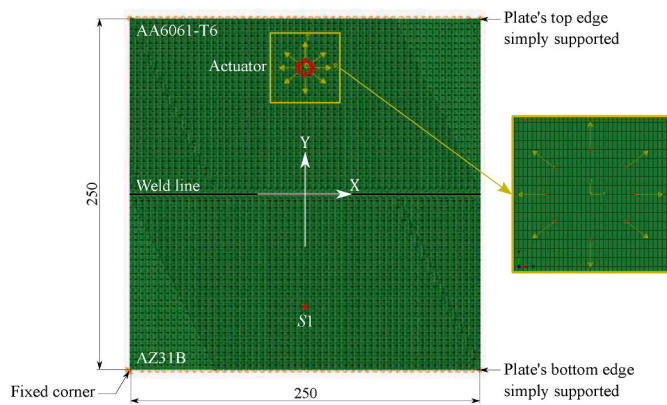 AA6061-T6
Plate's top edge
simply supported
Actuator
Y
X
Weld line
250
S1
AZ31B
Plate's bottom edge
simply supported
Fixed corner
250